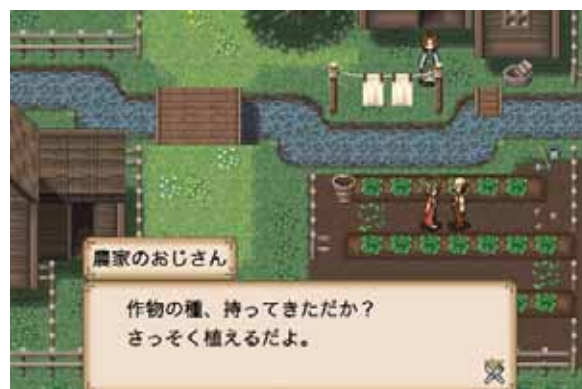 農家のおじさん
作物の種、持ってきただか？
さっそく植えるだよ。